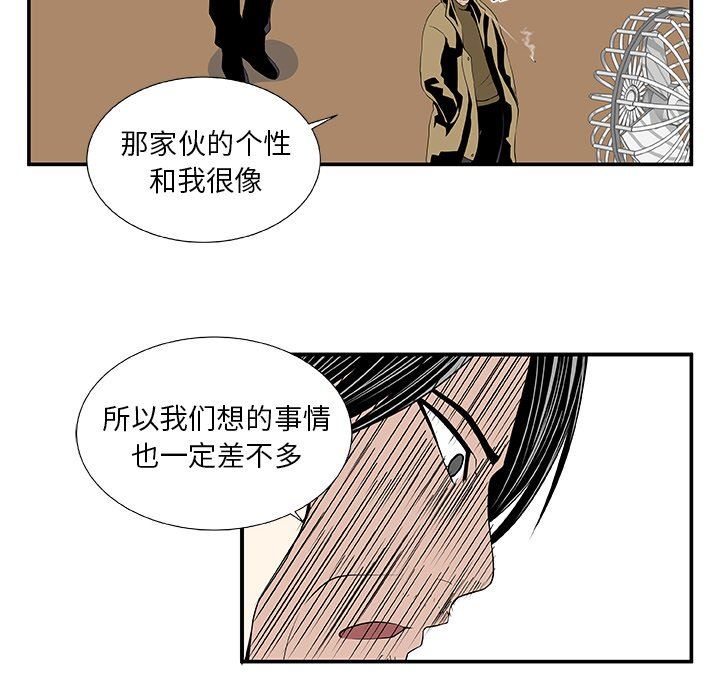 那家伙的个性
和我很像
所以我们想的事情
也一定差不多